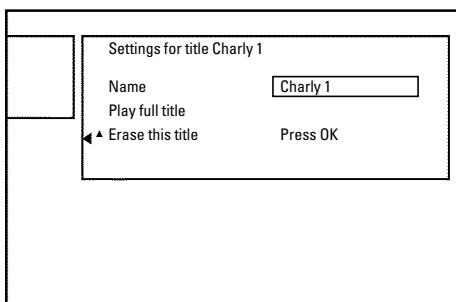 Settings for title Charly 1
Name Charly 1
Play full title
Erase this title Press OK